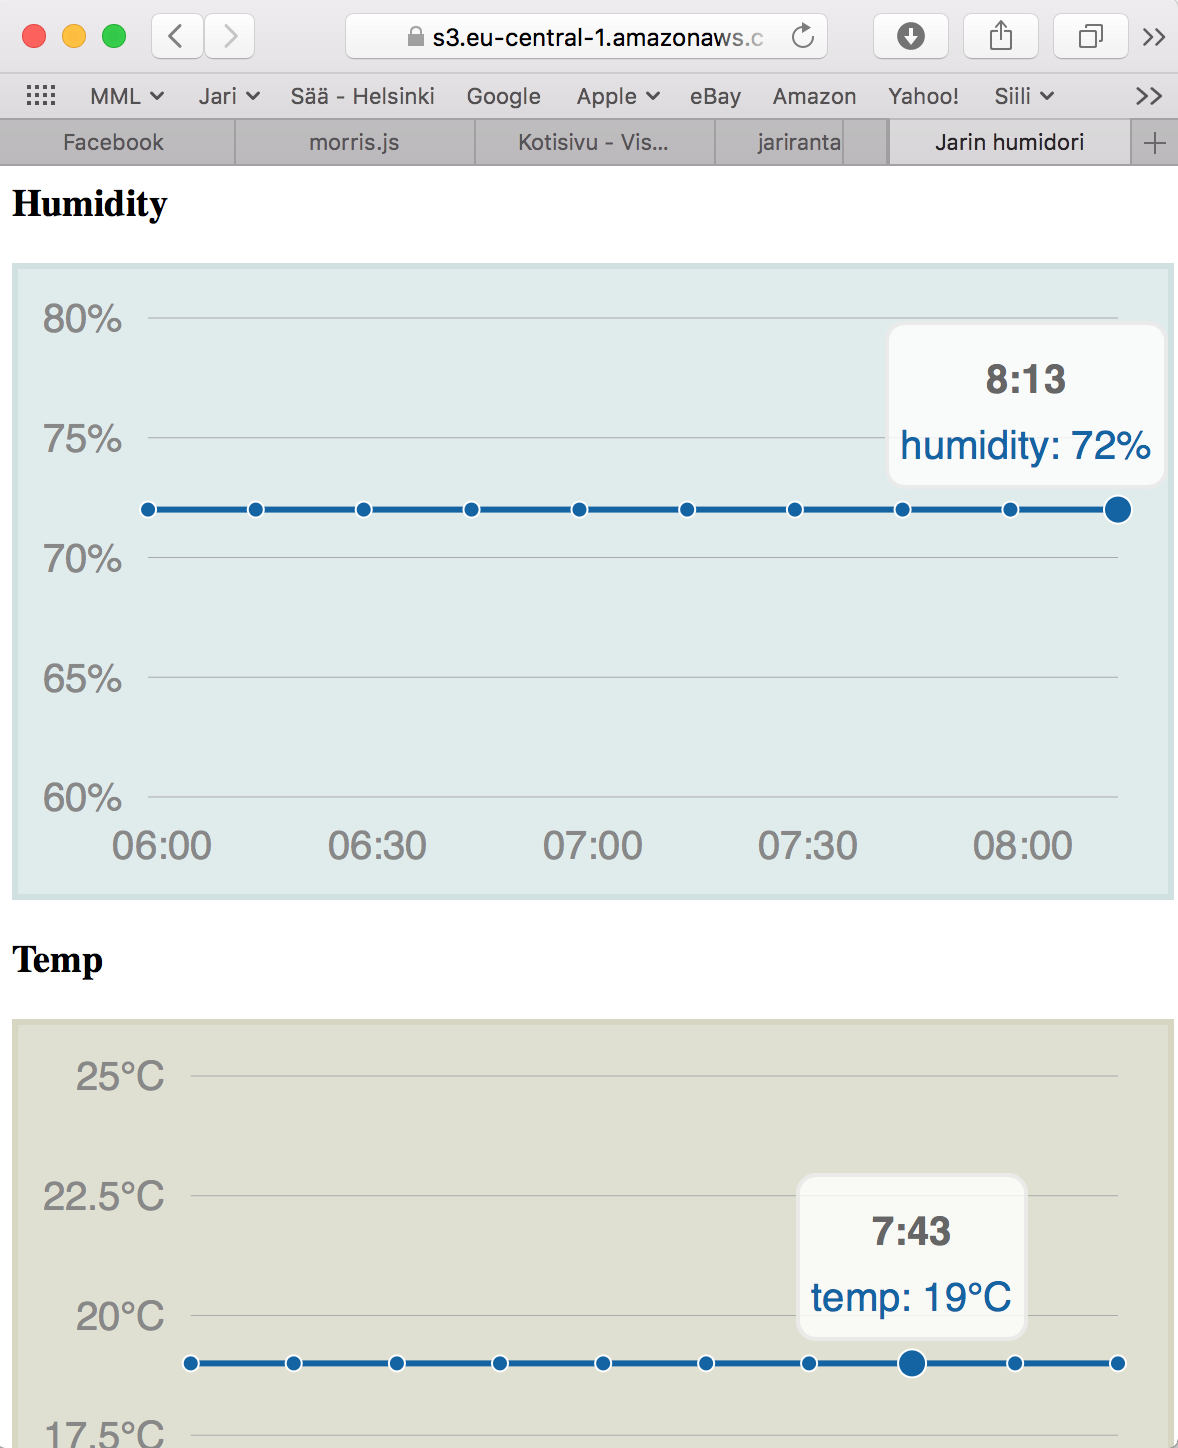 s3.eu-central-1.amazonaws.c
MML Jari Sää - Helsinki Google Apple eBay Amazon Yahoo! Siili
Facebook morris.js Kotisivu - Vis... jariranta Jarin humidori
Humidity
80%
8:13
75%
humidity: 72%
70%
65%
60%
06:00 06:30 07:00 07:30 08:00
Temp
25°C
22.5°C
7:43
temp: 19°C
20°C
17.5°C